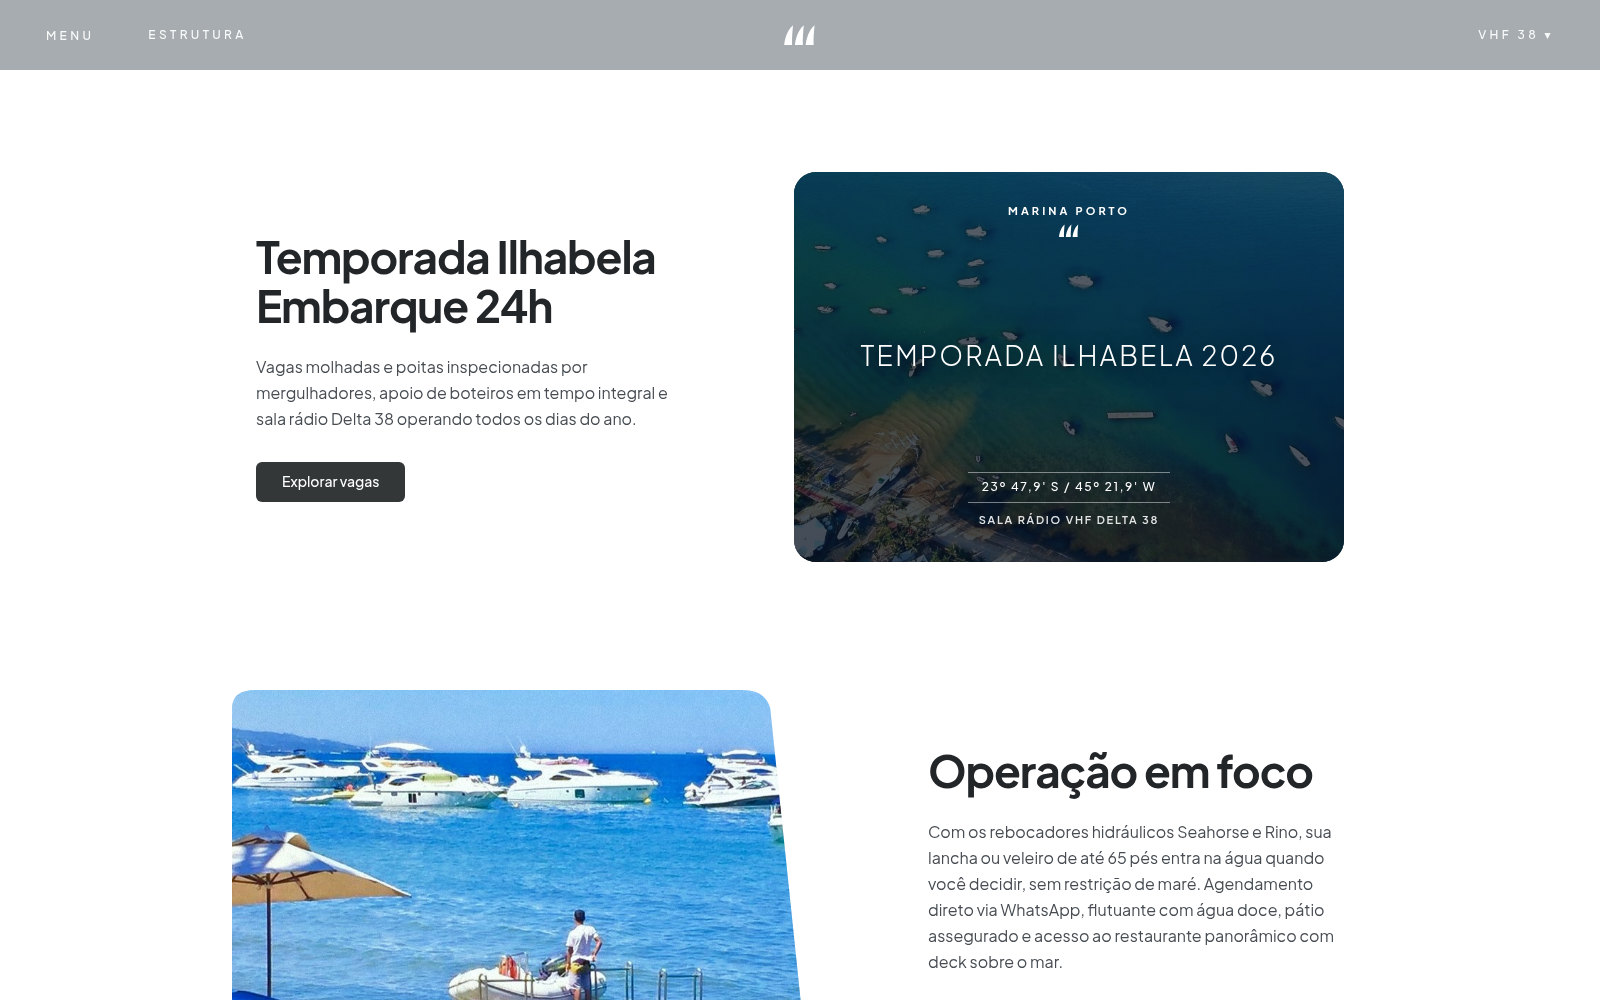 MENU
ESTRUTURA
VHF 38 ▾
Temporada Ilhabela
Embarque 24h
Vagas molhadas e poitas inspecionadas por
mergulhadores, apoio de boteiros em tempo integral e
sala rádio Delta 38 operando todos os dias do ano.
Explorar vagas
MARINA PORTO
TEMPORADA ILHABELA 2026
23º 47,9' S / 45º 21,9' W
SALA RÁDIO VHF DELTA 38
Operação em foco
Com os rebocadores hidráulicos Seahorse e Rino, sua
lancha ou veleiro de até 65 pés entra na água quando
você decidir, sem restrição de maré. Agendamento
direto via WhatsApp, flutuante com água doce, pátio
assegurado e acesso ao restaurante panorâmico com
deck sobre o mar.